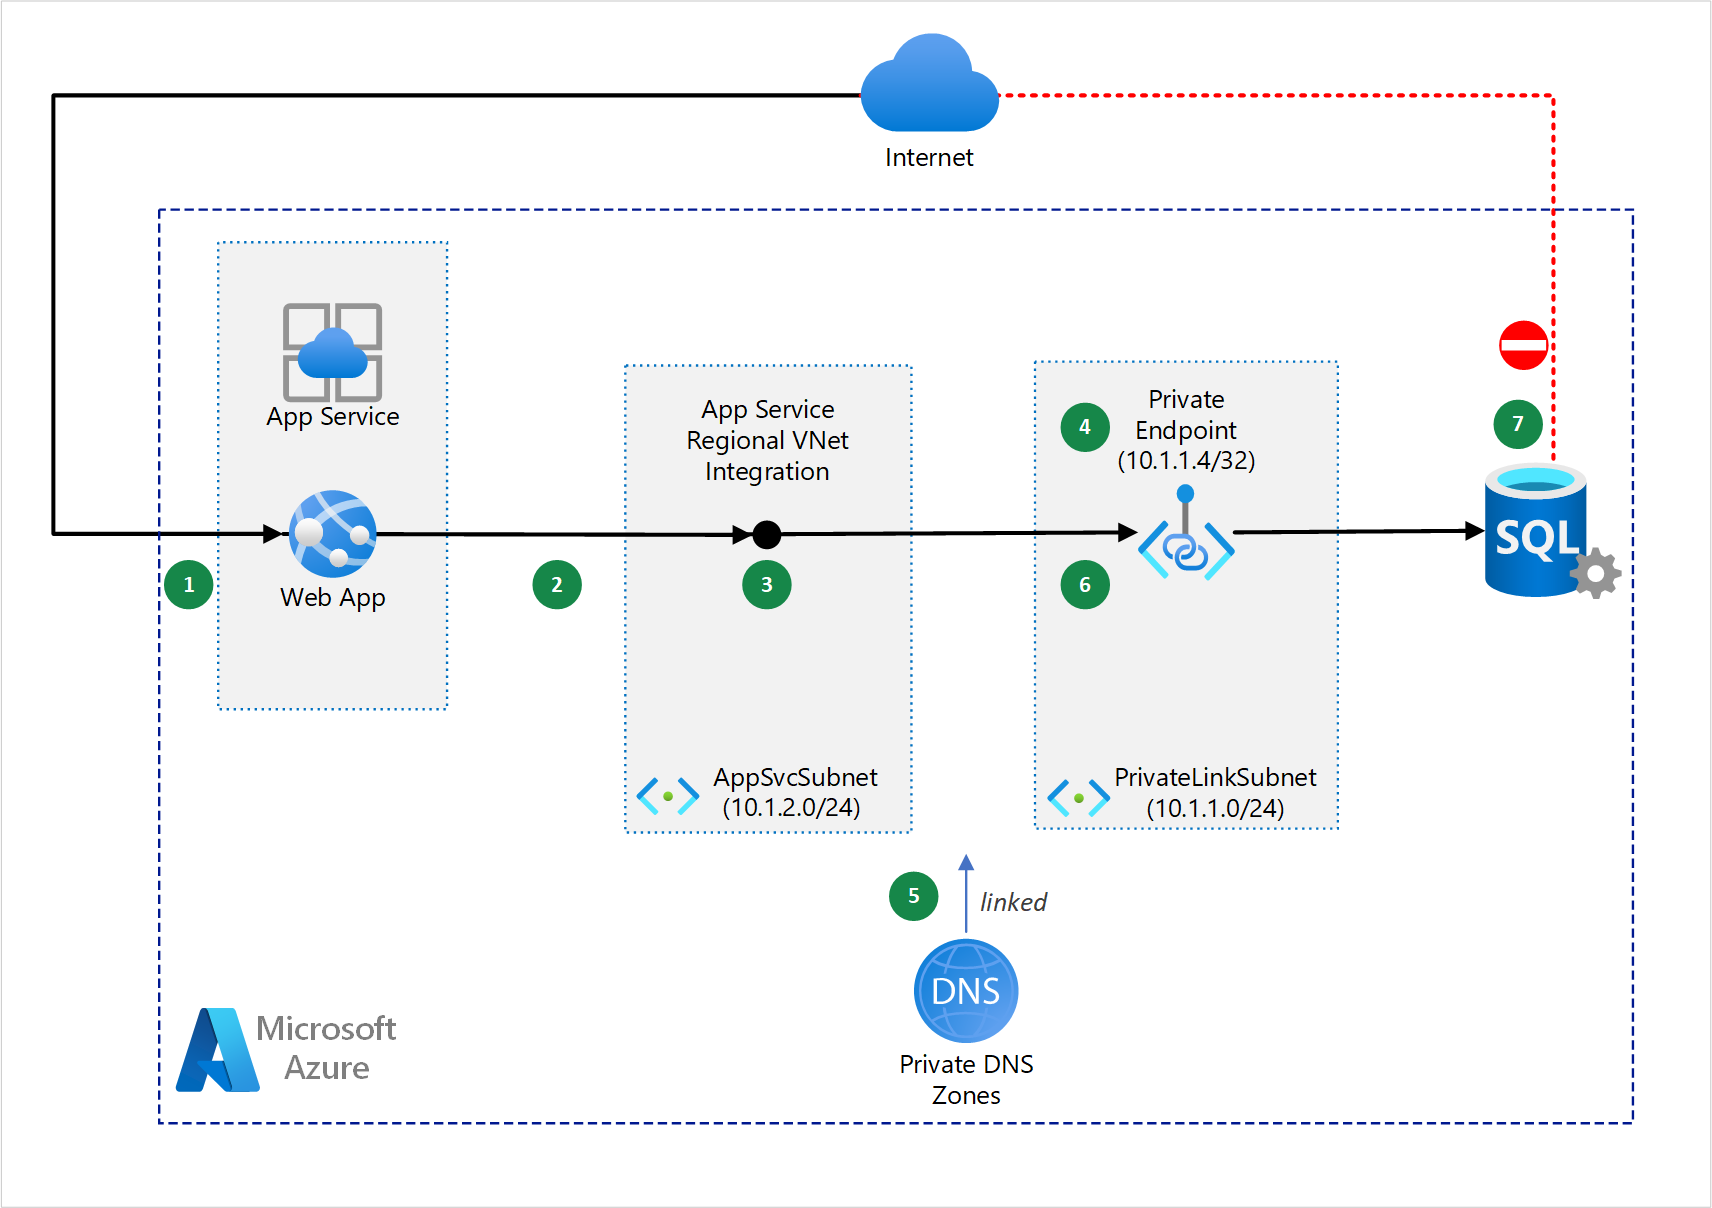 Internet
App Service
Web App
1
2
App Service
Regional VNet
Integration
3
AppSvcSubnet
(10.1.2.0/24)
4
Private
Endpoint
(10.1.1.4/32)
6
PrivateLinkSubnet
(10.1.1.0/24)
7
SQL
5
linked
DNS
Private DNS
Zones
Microsoft
Azure